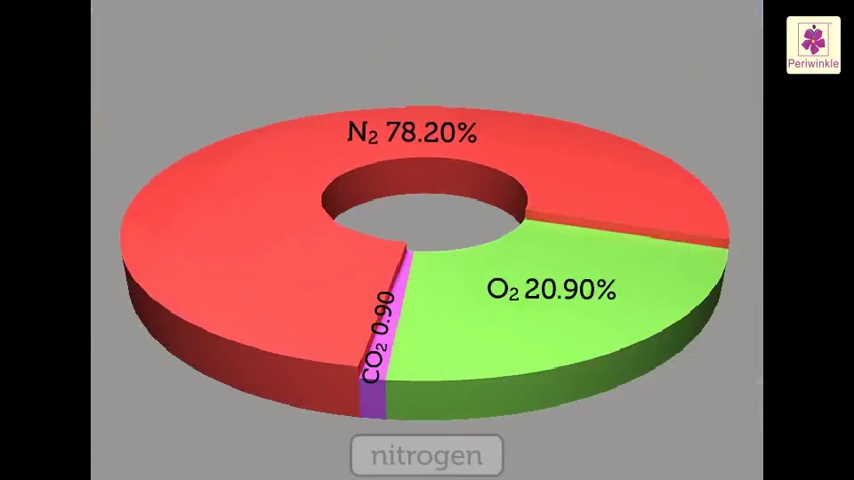 Periwinkle
N₂ 78.20%
O₂ 20.90%
CO₂ 0.90
nitrogen